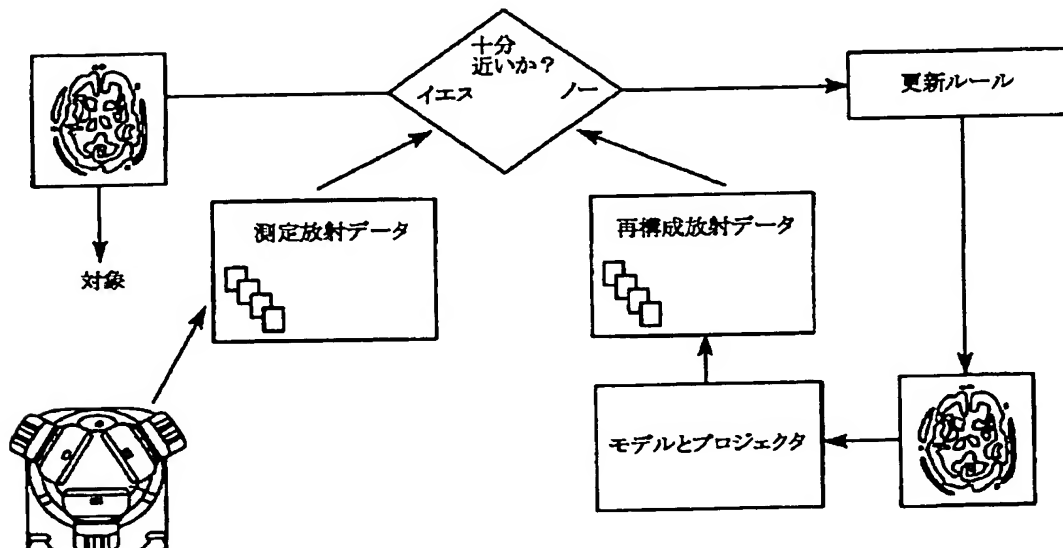 十分
近いか?
イエス
ノー
更新ルール
測定放射データ
再構成放射データ
対象
モデルとプロジェクタ